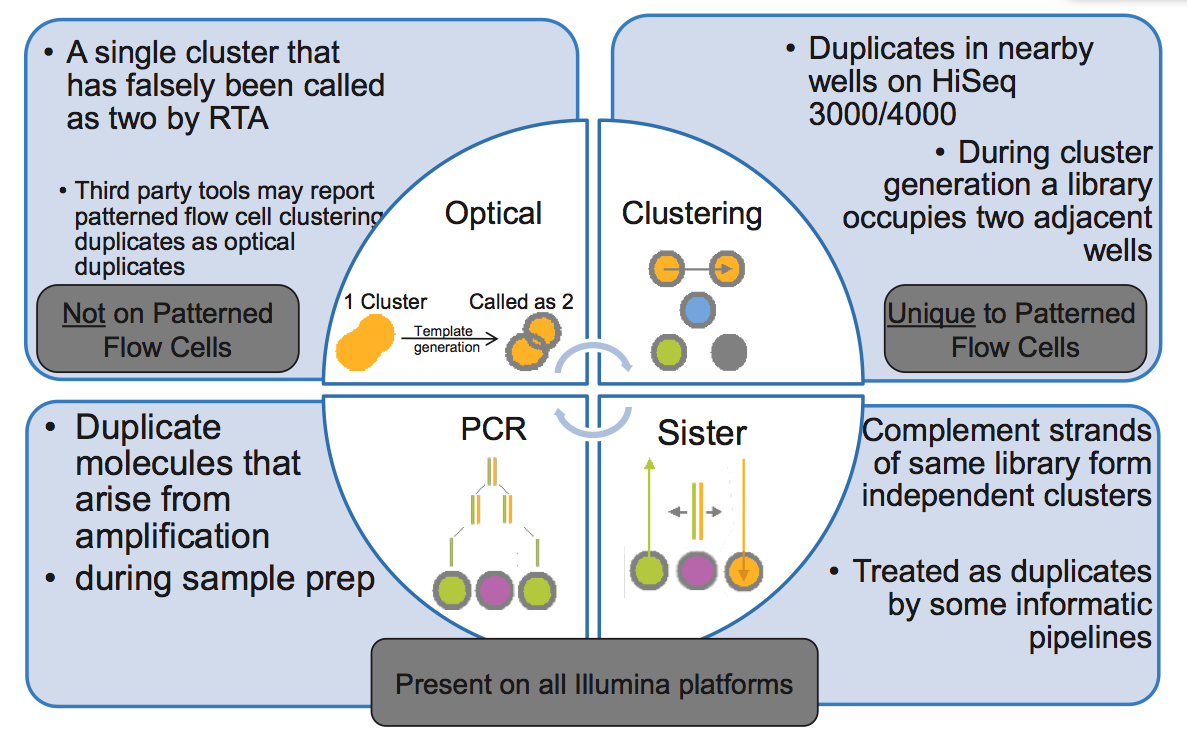 • A single cluster that
has falsely been called
as two by RTA
• Third party tools may report
patterned flow cell clustering
duplicates as optical
duplicates
Not on Patterned
Flow Cells
Optical
1 Cluster
Template
generation
Called as 2
Clustering
• Duplicates in nearby
wells on HiSeq
3000/4000
• During cluster
generation a library
occupies two adjacent
wells
Unique to Patterned
Flow Cells
• Duplicate
molecules that
arise from
amplification
• during sample prep
PCR
Sister
Complement strands
of same library form
independent clusters
• Treated as duplicates
by some informatic
pipelines
Present on all Illumina platforms